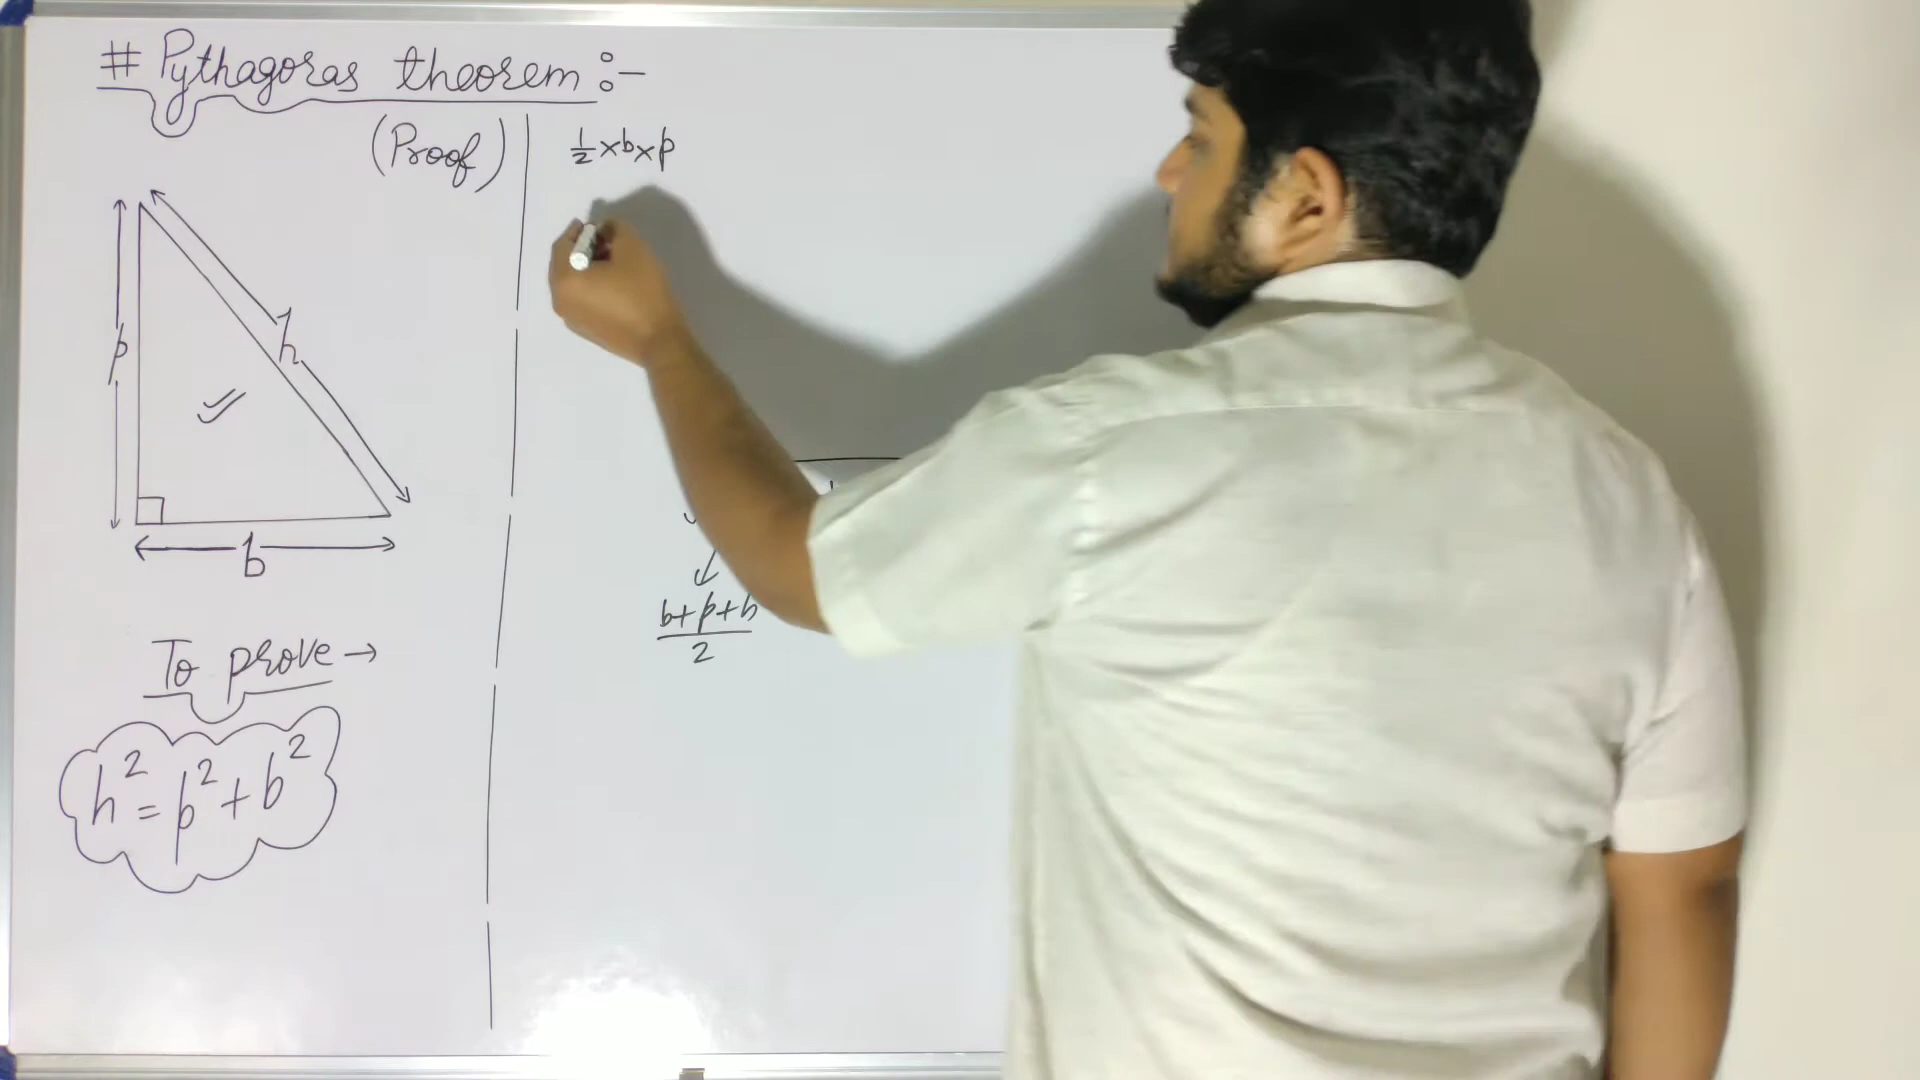 # Pythagoras theorem :-
(Proof)
p
h
b
To prove →
h² = p² + b²
1/2 × b × p
b+p+h
2